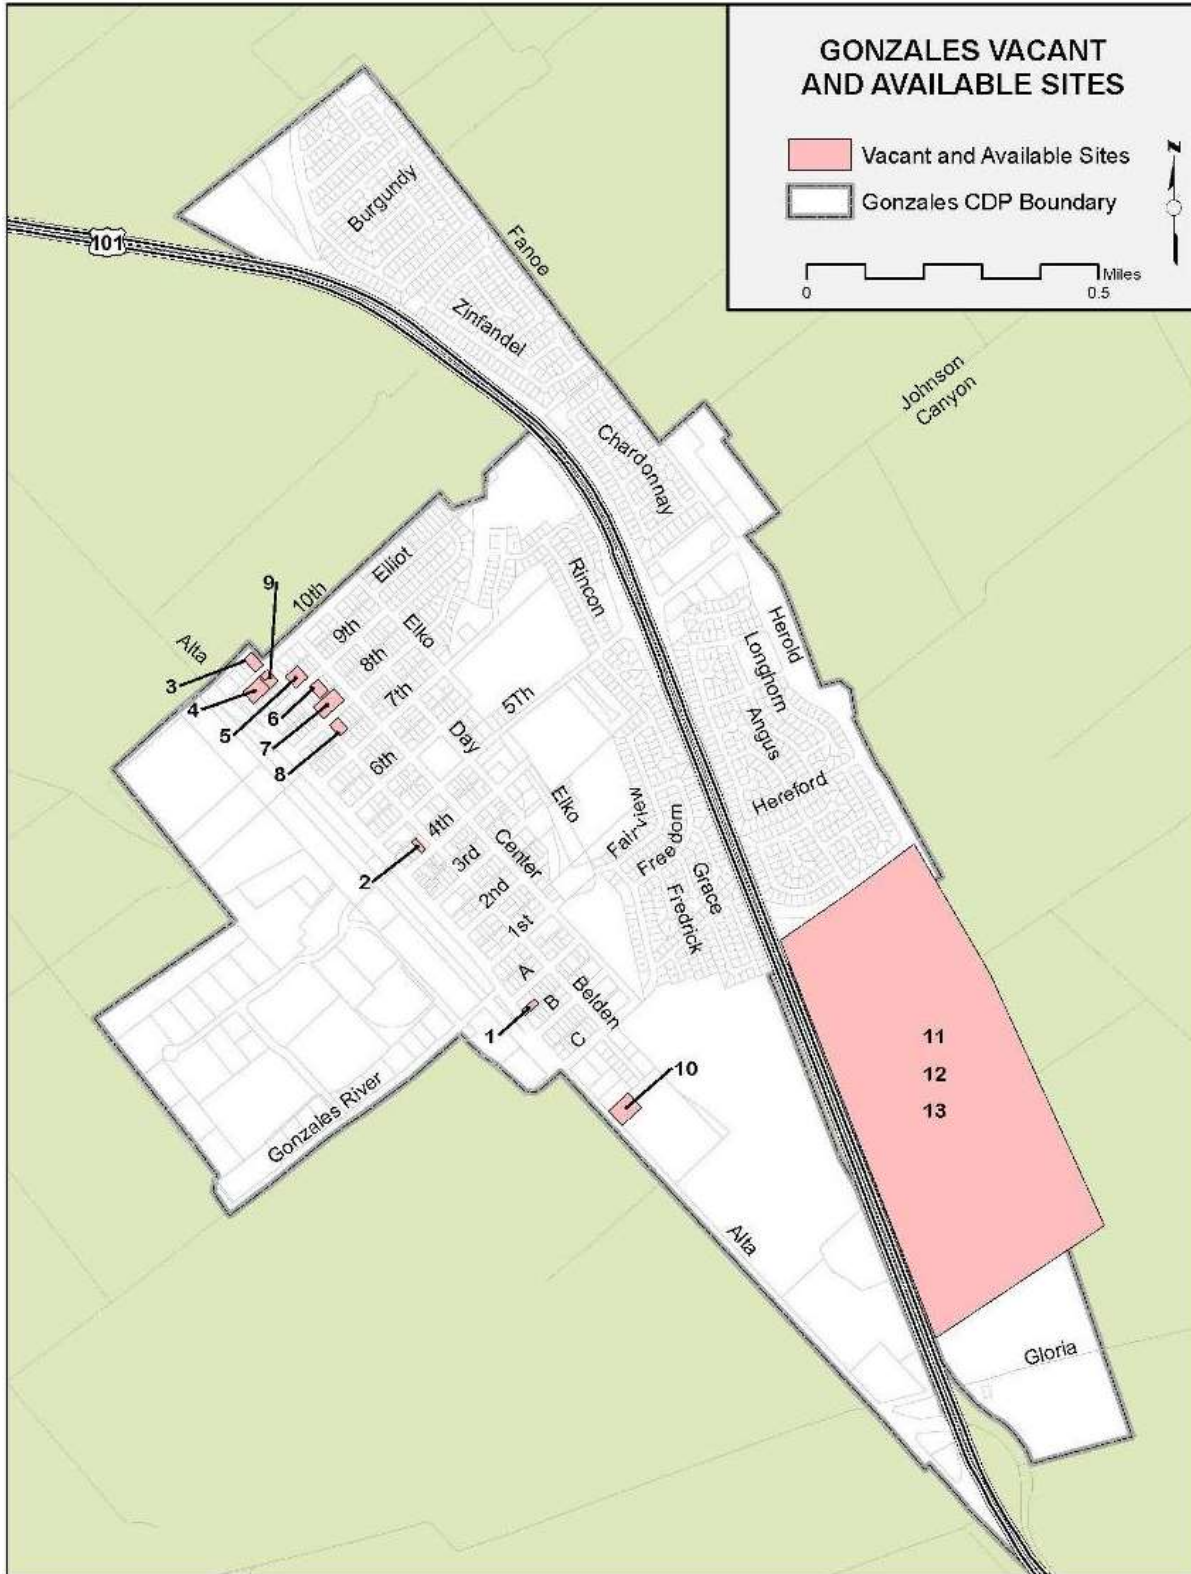 GONZALES VACANT
AND AVAILABLE SITES
Vacant and Available Sites
Gonzales CDP Boundary
N
Miles
0
0.5
101
Burgundy
Fanoe
Zinfandel
Johnson
Canyon
Chardonnay
Elliot
10th
9
Rincon
9th
Elko
Herold
Alta
8th
Longhorn
3
7th
5Th
4
Angus
5
6
Day
7
6th
8
Hereford
Elko
Fair View
Freedom
4th
Center
3rd
2
Grace
2nd
Fredrick
1st
A
B
Belden
1
C
11
12
13
10
Gonzales River
Alta
Gloria